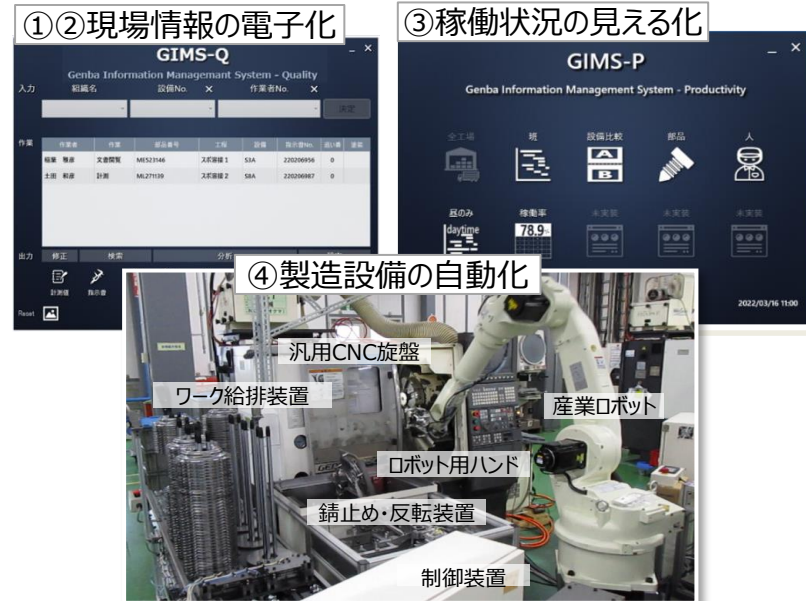 ①②現場情報の電子化
GIMS-Q
Genba Information Managemant System - Quality
入力
組織名
設備No.
×
作業者No.
×
決定
作業
作業者
作業
部品番号
工程
設備
指示書No.
追い番
連装
稲葉 雅彦
文書閲覧
ME523146
スポ溶接 1
S3A
220206956
0
土田 和彦
計測
ML271139
スポ溶接 2
S8A
220206987
0
出力
修正
検索
分析
計測値
指示書
Reset
③稼働状況の見える化
GIMS-P
Genba Information Management System - Productivity
全工場
班
設備比較
A
B
部品
人
昼のみ
daytime
稼働率
78.9%
未実装
未実装
未実装
2022/03/16 11:00
④製造設備の自動化
汎用CNC旋盤
ワーク給排装置
産業ロボット
ロボット用ハンド
錆止め・反転装置
制御装置